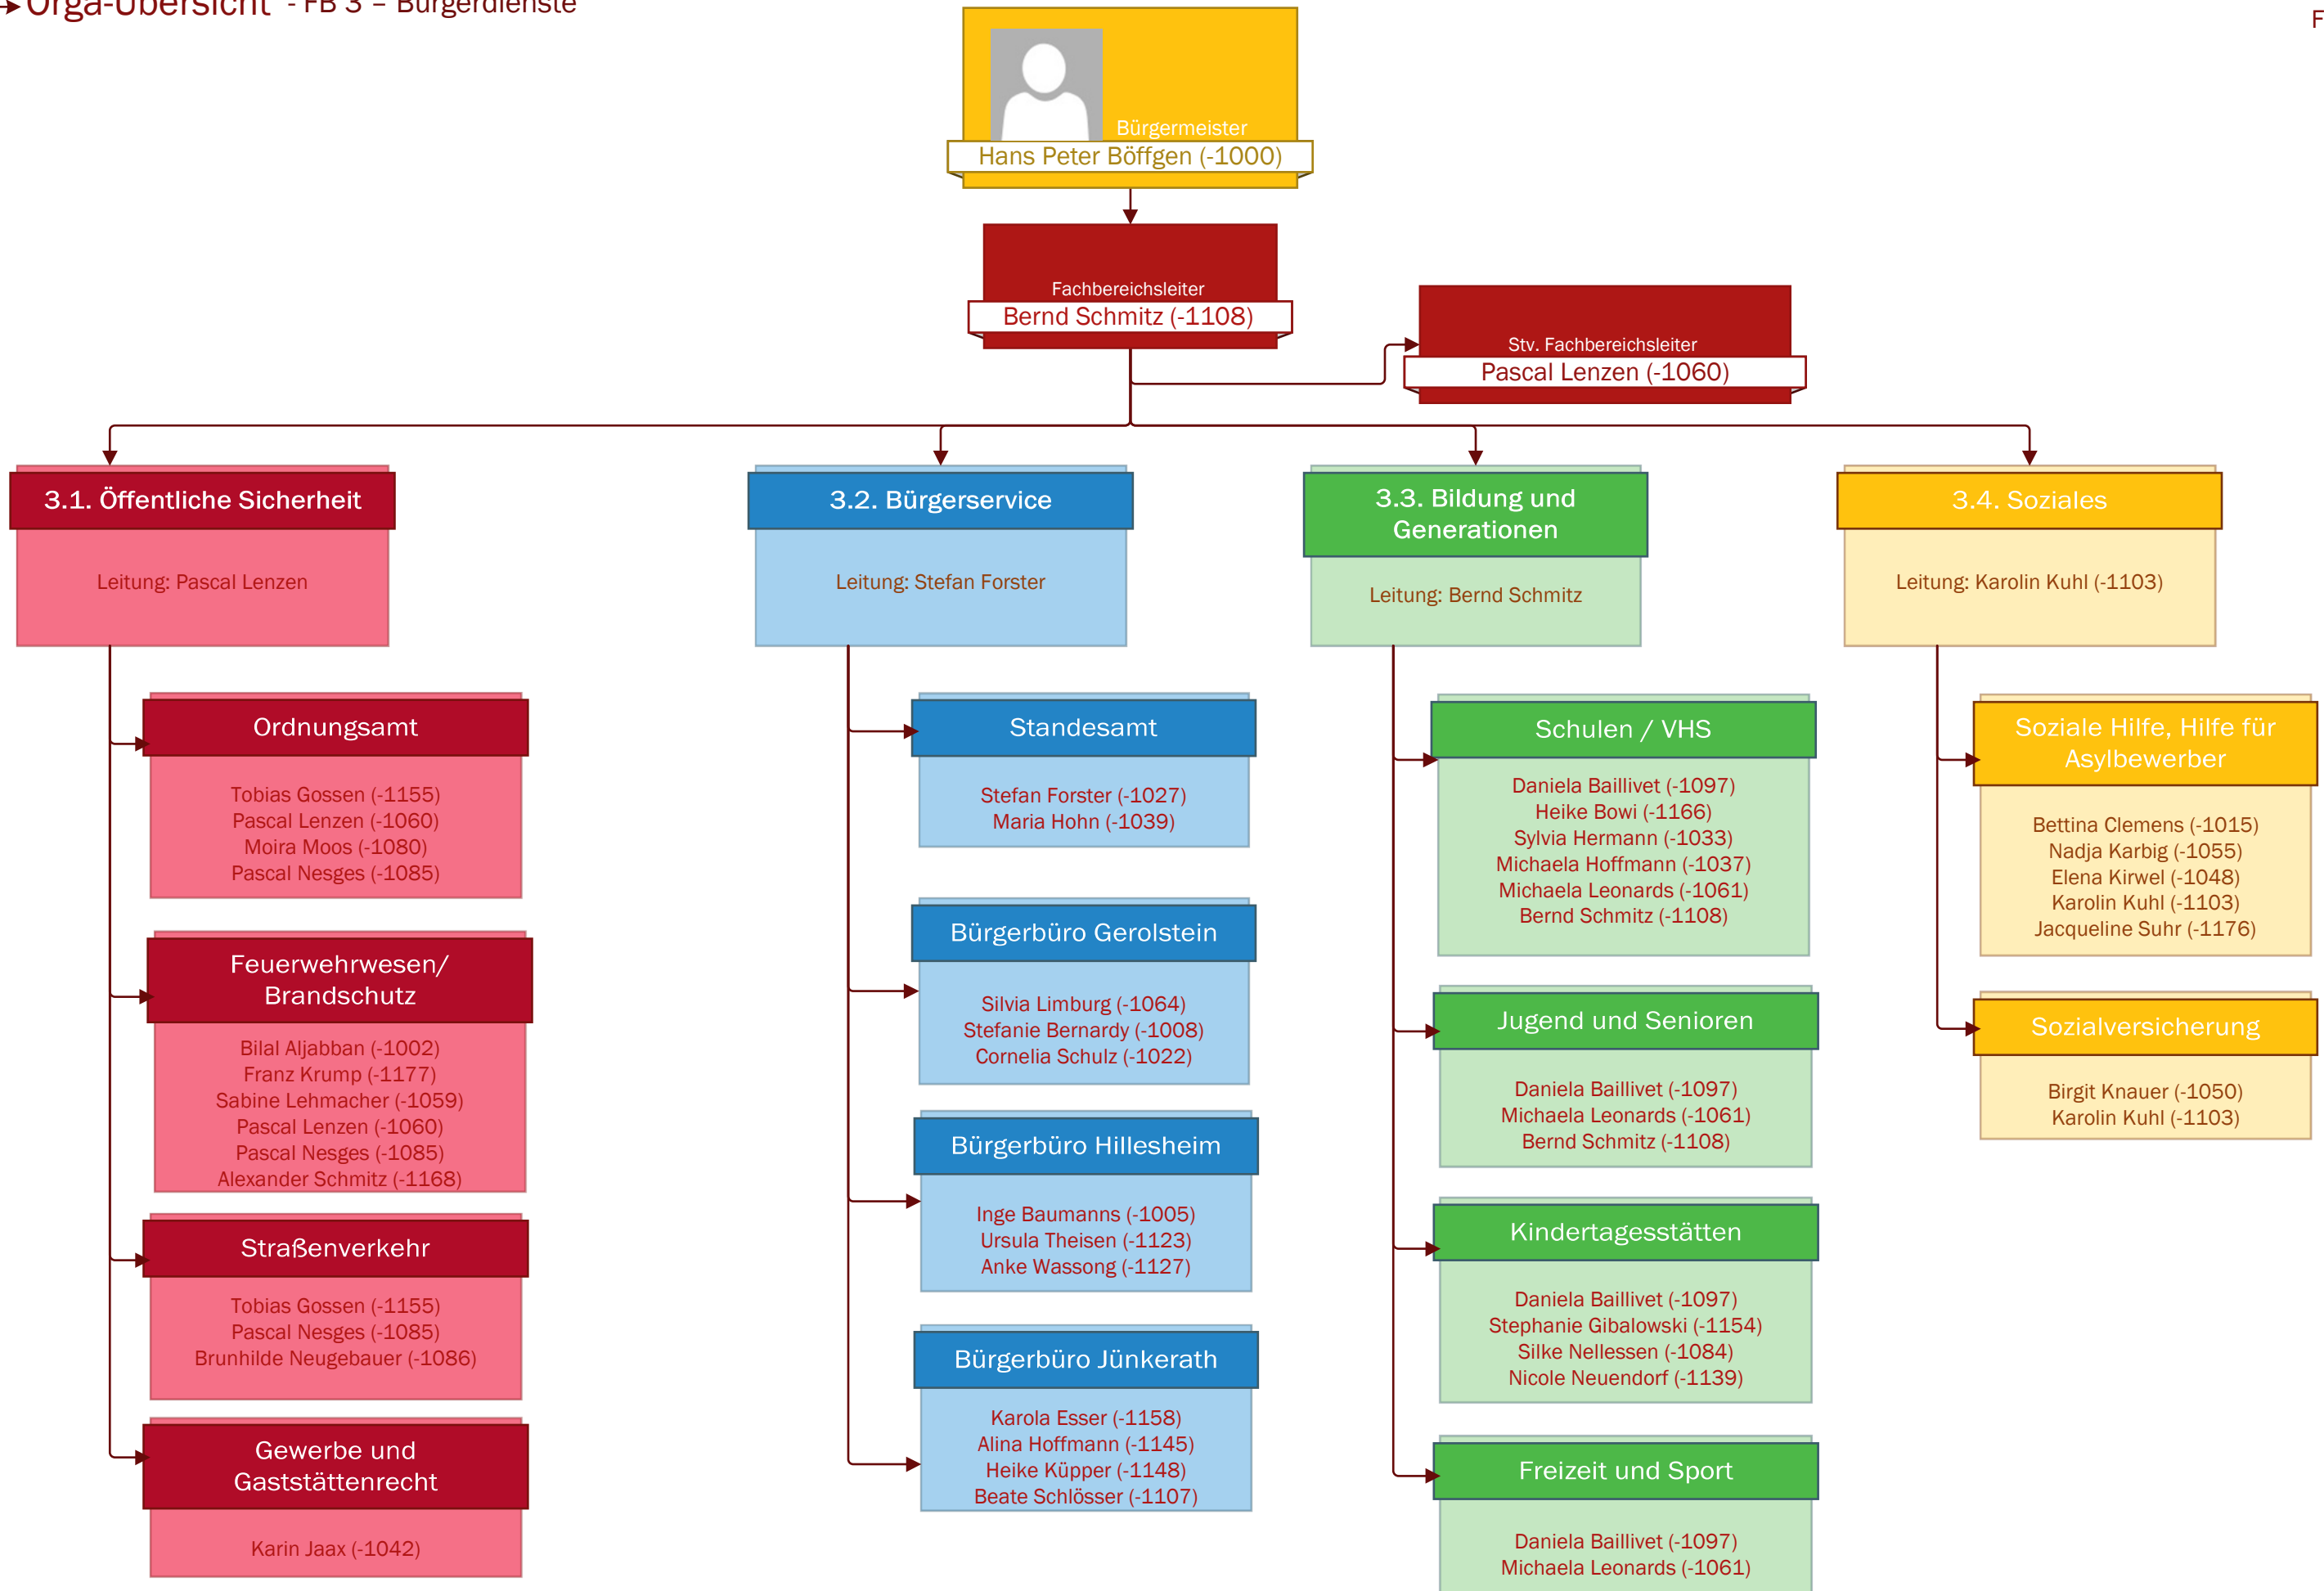 Orga-Übersicht - FB 3 – Bürgerdienste
F
Bürgermeister
Hans Peter Böffgen (-1000)
Fachbereichsleiter
Bernd Schmitz (-1108)
Stv. Fachbereichsleiter
Pascal Lenzen (-1060)
3.1. Öffentliche Sicherheit
Leitung: Pascal Lenzen
Ordnungsamt
Tobias Gossen (-1155)
Pascal Lenzen (-1060)
Moira Moos (-1080)
Pascal Nesges (-1085)
Feuerwehrwesen/
Brandschutz
Bilal Aljabban (-1002)
Franz Krump (-1177)
Sabine Lehmacher (-1059)
Pascal Lenzen (-1060)
Pascal Nesges (-1085)
Alexander Schmitz (-1168)
Straßenverkehr
Tobias Gossen (-1155)
Pascal Nesges (-1085)
Brunhilde Neugebauer (-1086)
Gewerbe und
Gaststättenrecht
Karin Jaax (-1042)
3.2. Bürgerservice
Leitung: Stefan Forster
Standesamt
Stefan Forster (-1027)
Maria Hohn (-1039)
Bürgerbüro Gerolstein
Silvia Limburg (-1064)
Stefanie Bernardy (-1008)
Cornelia Schulz (-1022)
Bürgerbüro Hillesheim
Inge Baumanns (-1005)
Ursula Theisen (-1123)
Anke Wassong (-1127)
Bürgerbüro Jünkerath
Karola Esser (-1158)
Alina Hoffmann (-1145)
Heike Küpper (-1148)
Beate Schlösser (-1107)
3.3. Bildung und
Generationen
Leitung: Bernd Schmitz
Schulen / VHS
Daniela Baillivet (-1097)
Heike Bowi (-1166)
Sylvia Hermann (-1033)
Michaela Hoffmann (-1037)
Michaela Leonards (-1061)
Bernd Schmitz (-1108)
Jugend und Senioren
Daniela Baillivet (-1097)
Michaela Leonards (-1061)
Bernd Schmitz (-1108)
Kindertagesstätten
Daniela Baillivet (-1097)
Stephanie Gibalowski (-1154)
Silke Nellessen (-1084)
Nicole Neuendorf (-1139)
Freizeit und Sport
Daniela Baillivet (-1097)
Michaela Leonards (-1061)
3.4. Soziales
Leitung: Karolin Kuhl (-1103)
Soziale Hilfe, Hilfe für
Asylbewerber
Bettina Clemens (-1015)
Nadja Karbig (-1055)
Elena Kirwel (-1048)
Karolin Kuhl (-1103)
Jacqueline Suhr (-1176)
Sozialversicherung
Birgit Knauer (-1050)
Karolin Kuhl (-1103)